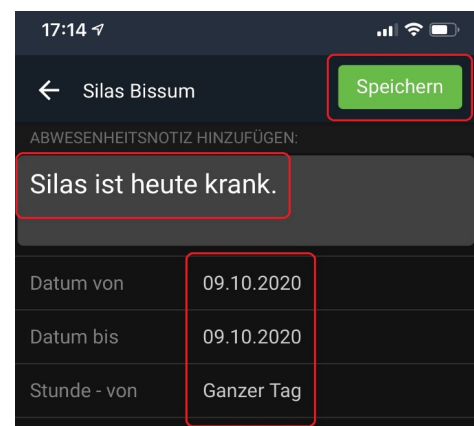 17:14
Silas Bissum
Speichern
ABWESENHEITSNOTIZ HINZUFÜGEN:
Silas ist heute krank.
Datum von 09.10.2020
Datum bis 09.10.2020
Stunde - von Ganzer Tag